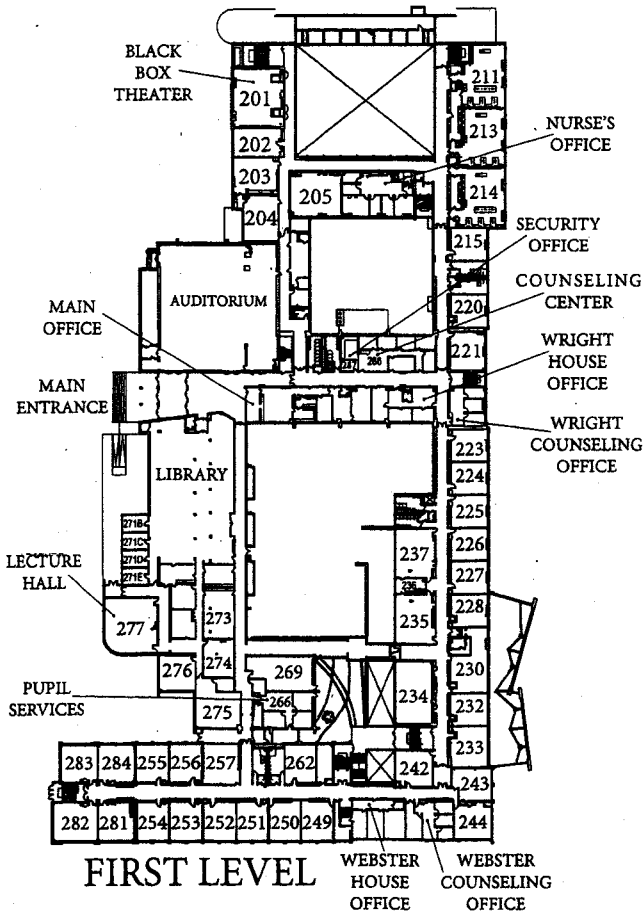 BLACK
BOX
THEATER
201
202
203
204
205
211
213
214
NURSE'S
OFFICE
215
SECURITY
OFFICE
220
COUNSELING
CENTER
AUDITORIUM
MAIN
OFFICE
287
288
221
WRIGHT
HOUSE
OFFICE
MAIN
ENTRANCE
WRIGHT
COUNSELING
OFFICE
LIBRARY
223
224
225
226
227
228
271B
271C
271D
271E
LECTURE
HALL
277
273
274
276
275
237
236
235
230
269
266
234
232
233
PUPIL
SERVICES
283
284
255
256
257
262
242
243
282
281
254
253
252
251
250
249
244
FIRST LEVEL
WEBSTER
HOUSE
OFFICE
WEBSTER
COUNSELING
OFFICE